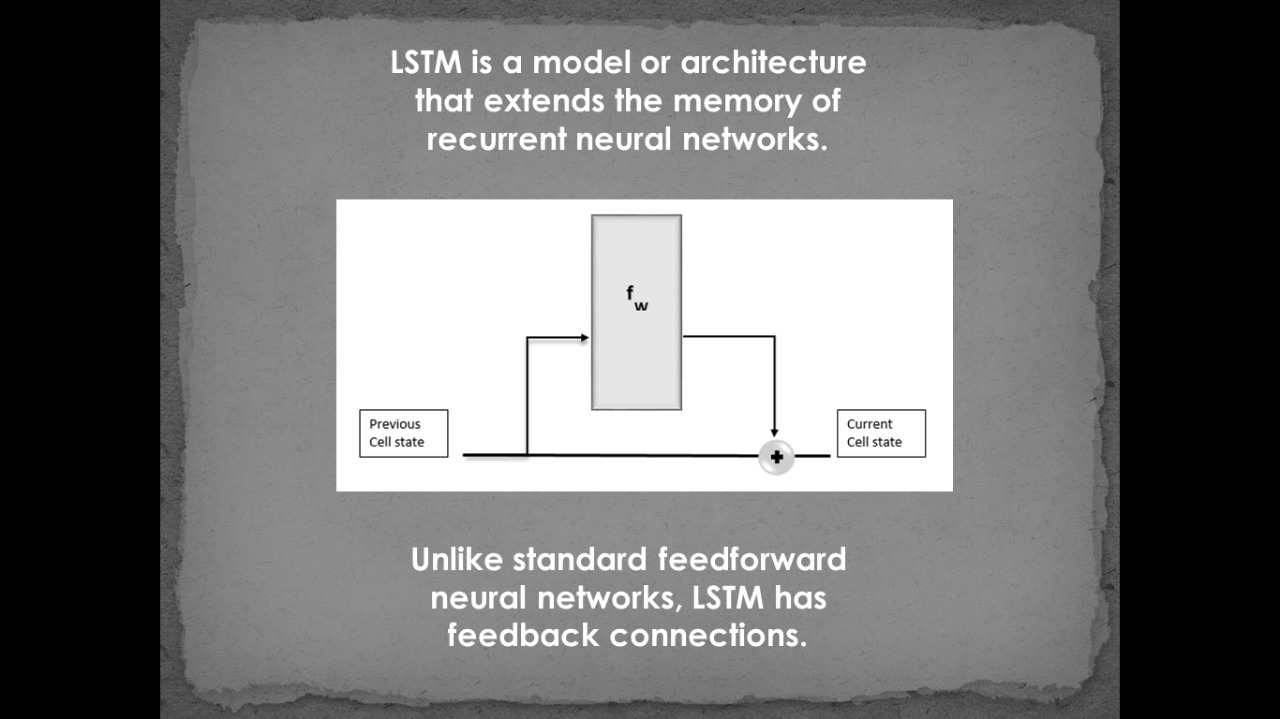 LSTM is a model or architecture
that extends the memory of
recurrent neural networks.
f
w
Previous
Cell state
Current
Cell state
+
Unlike standard feedforward
neural networks, LSTM has
feedback connections.